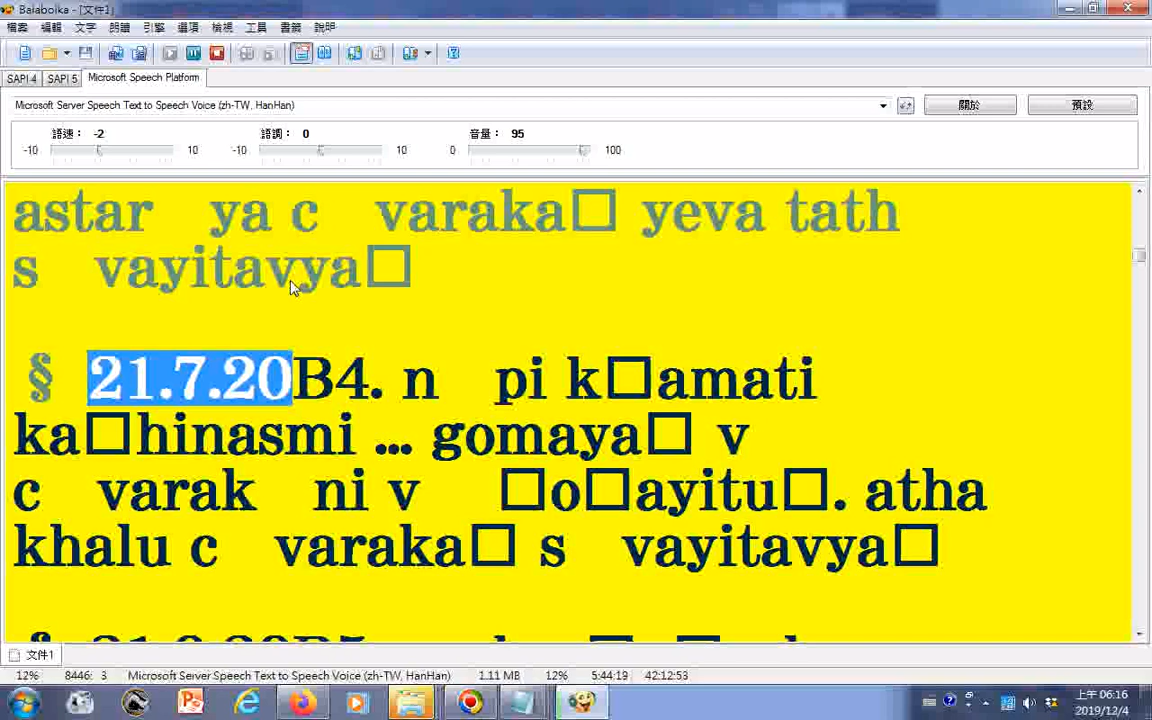 Balabolka - [文件1]
檔案 編輯 文字 朗讀 引擎 選項 檢視 工具 書籤 說明
SAPI 4 SAPI 5 Microsoft Speech Platform
Microsoft Server Speech Text to Speech Voice (zh-TW, HanHan) 關於 預設
語速： -2 語調： 0 音量： 95
-10 10 -10 10 0 100
astar ya c varaka□ yeva tath
s vayitavya□
§ 21.7.20B4. n pi k□amati
ka□hinasmi ... gomaya□ v
c varak ni v □o□ayitu□. atha
khalu c varaka□ s vayitavya□
文件1
12% 8446: 3 Microsoft Server Speech Text to Speech Voice (zh-TW, HanHan) 1.11 MB 12% 5:44:19 42:12:53
上午 06:16
2019/12/4